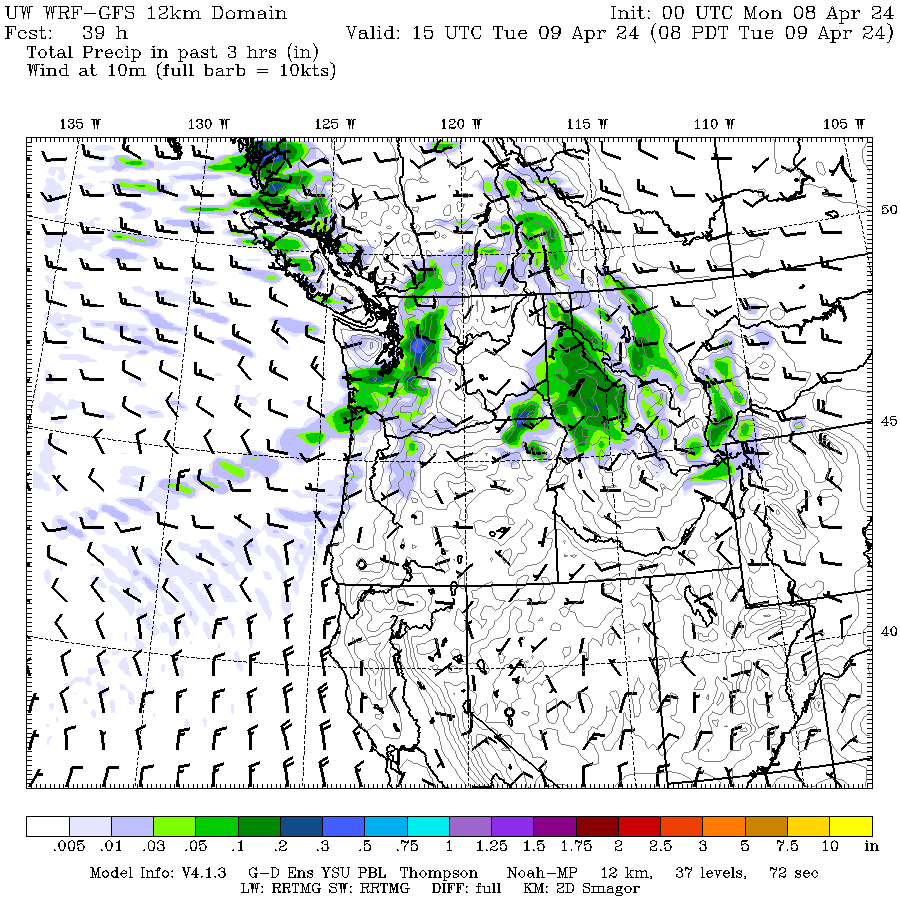 UW WRF-GFS 12km Domain Init: 00 UTC Mon 08 Apr 24
Fcst: 39 h Valid: 15 UTC Tue 09 Apr 24 (08 PDT Tue 09 Apr 24)
Total Precip in past 3 hrs (in)
Wind at 10m (full barb = 10kts)
135 W 130 W 125 W 120 W 115 W 110 W 105 W
50
45
40
.005 .01 .03 .05 .1 .2 .3 .5 .75 1 1.25 1.5 1.75 2 2.5 3 5 7.5 10 in
Model Info: V4.1.3 G-D Ens YSU PBL Thompson Noah-MP 12 km, 37 levels, 72 sec
LW: RRTMG SW: RRTMG DIFF: full KM: 2D Smagor